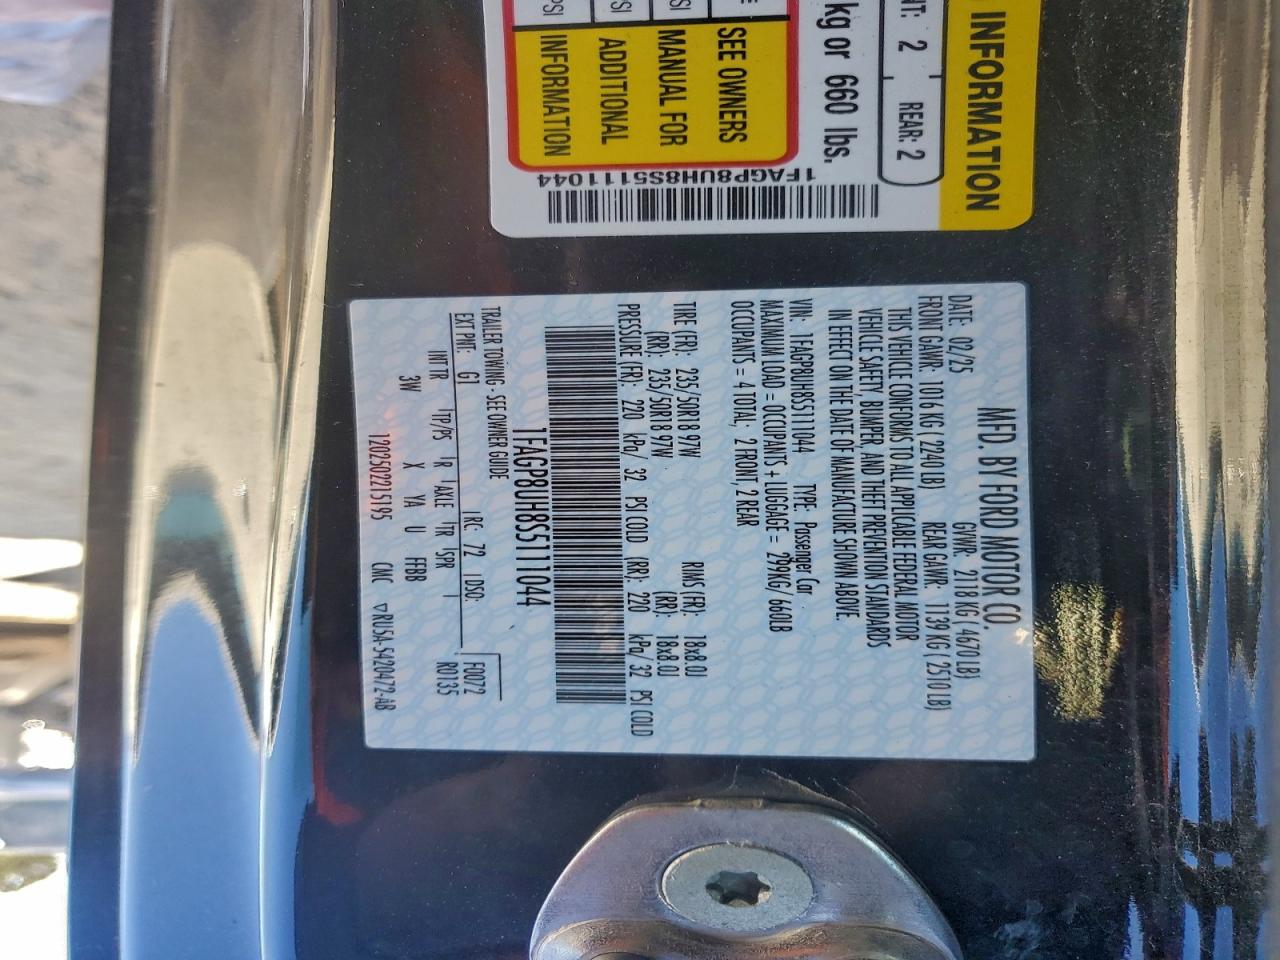 INFORMATION
NT: 2 REAR: 2
kg or 660 lbs.
SEE OWNERS
MANUAL FOR
ADDITIONAL
INFORMATION
PSI
1FAGP8UH8S5111044
MFD. BY FORD MOTOR CO.
DATE: 02/25 GVWR: 2118 KG ( 4670 LB)
FRONT GAWR: 1016 KG ( 2240 LB) REAR GAWR: 1139 KG ( 2510 LB)
THIS VEHICLE CONFORMS TO ALL APPLICABLE FEDERAL MOTOR
VEHICLE SAFETY, BUMPER, AND THEFT PREVENTION STANDARDS
IN EFFECT ON THE DATE OF MANUFACTURE SHOWN ABOVE.
VIN: 1FAGP8UH8S5111044 TYPE: Passenger Car
MAXIMUM LOAD = OCCUPANTS + LUGGAGE = 299KG/ 660LB
OCCUPANTS = 4 TOTAL; 2 FRONT, 2 REAR
TIRE (FR): 235/50R18 97W RIMS (FR): 18x8.0J
(RR): 235/50R18 97W (RR): 18x8.0J
PRESSURE (FR): 220 kPa/ 32 PSI COLD (RR): 220 kPa/ 32 PSI COLD
1FAGP8UH8S5111044
TRAILER TOWING - SEE OWNER GUIDE
EXT PNT: G1 RC: 72 DSO: F0072
INT TR TP/PS R AXLE TR SPR R0135
3W X YA U FFBB
1202502215195 CNC ▽RU5A-5420472-AB